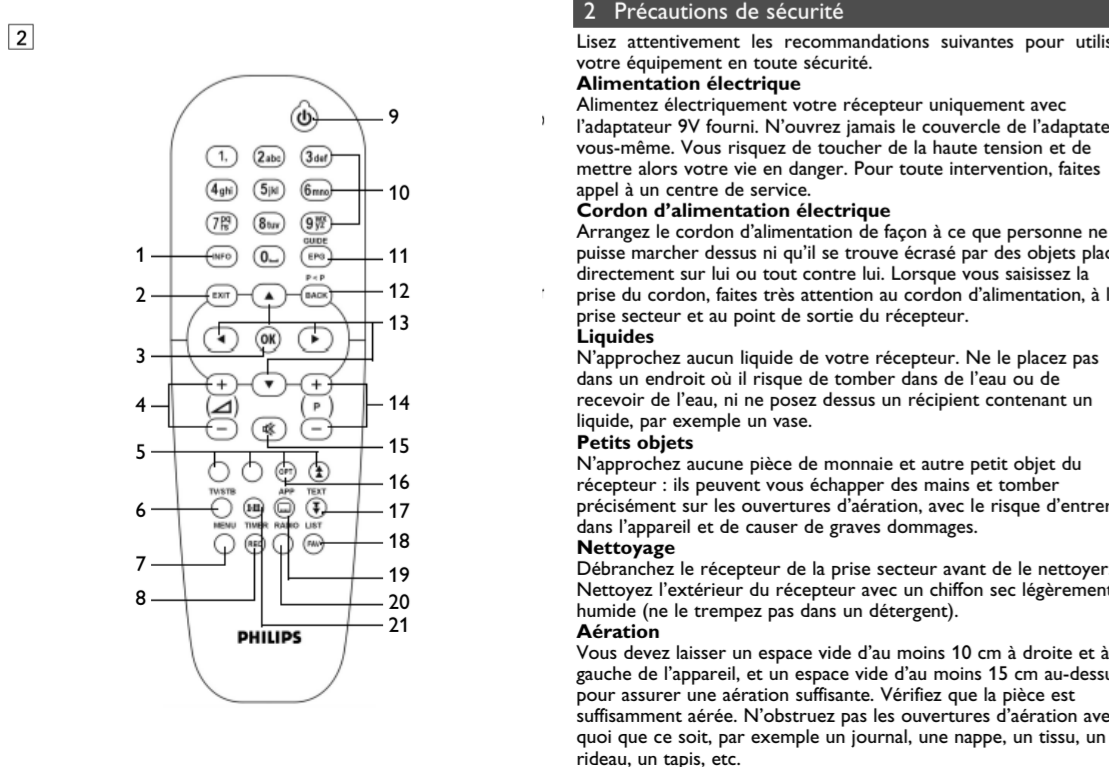 2
9
1.
2abc
3def
4ghi
5jkl
6mno
10
7
8tuv
9
GUIDE
1
INFO
0
EPG
11
P<P
2
EXIT
BACK
12
13
OK
3
+
+
4
P
14
−
−
15
5
OPT
16
TV/STB
APP
TEXT
6
I-II
17
MENU
TIMER
RADIO
LIST
REC
FAV
18
7
19
8
20
21
PHILIPS
2 Précautions de sécurité
Lisez attentivement les recommandations suivantes pour utilis
votre équipement en toute sécurité.
Alimentation électrique
Alimentez électriquement votre récepteur uniquement avec
l’adaptateur 9V fourni. N’ouvrez jamais le couvercle de l’adaptate
vous-même. Vous risquez de toucher de la haute tension et de
mettre alors votre vie en danger. Pour toute intervention, faites
appel à un centre de service.
Cordon d’alimentation électrique
Arrangez le cordon d’alimentation de façon à ce que personne ne
puisse marcher dessus ni qu’il se trouve écrasé par des objets plac
directement sur lui ou tout contre lui. Lorsque vous saisissez la
prise du cordon, faites très attention au cordon d’alimentation, à l
prise secteur et au point de sortie du récepteur.
Liquides
N’approchez aucun liquide de votre récepteur. Ne le placez pas
dans un endroit où il risque de tomber dans de l’eau ou de
recevoir de l’eau, ni ne posez dessus un récipient contenant un
liquide, par exemple un vase.
Petits objets
N’approchez aucune pièce de monnaie et autre petit objet du
récepteur : ils peuvent vous échapper des mains et tomber
précisément sur les ouvertures d’aération, avec le risque d’entrer
dans l’appareil et de causer de graves dommages.
Nettoyage
Débranchez le récepteur de la prise secteur avant de le nettoyer
Nettoyez l’extérieur du récepteur avec un chiffon sec légèrement
humide (ne le trempez pas dans un détergent).
Aération
Vous devez laisser un espace vide d’au moins 10 cm à droite et à
gauche de l’appareil, et un espace vide d’au moins 15 cm au-dessu
pour assurer une aération suffisante. Vérifiez que la pièce est
suffisamment aérée. N’obstruez pas les ouvertures d’aération ave
quoi que ce soit, par exemple un journal, une nappe, un tissu, un
rideau, un tapis, etc.